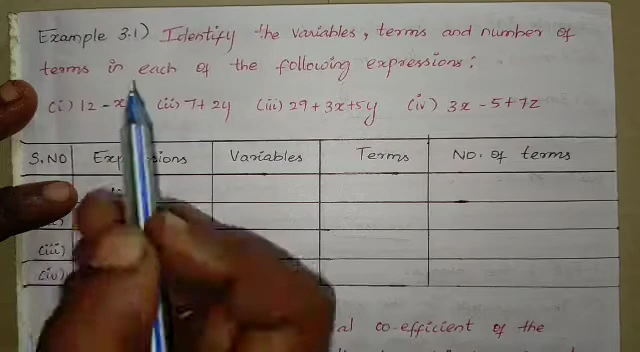 Example 3.1) Identify the variables, terms and number of
terms in each of the following expressions:
(i) 12 - x (ii) 7 + 2y (iii) 29 + 3x + 5y (iv) 3x - 5 + 7z
S.NO Variables Terms NO. of terms
(iii)
(iv)
al co-efficient of the